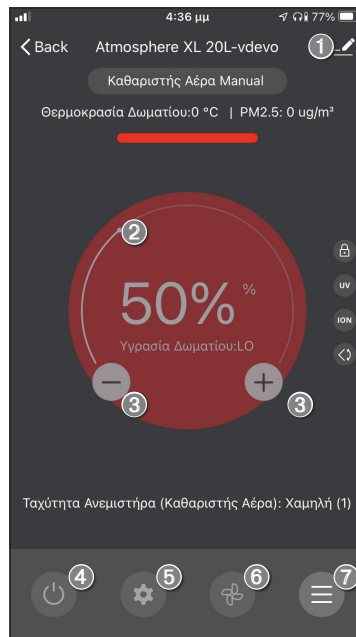 4:36 μμ 77%
Back Atmosphere XL 20L-vdevo 1
Καθαριστής Αέρα Manual
Θερμοκρασία Δωματίου:0 °C | PM2.5: 0 ug/m³
2
50% %
UV
Υγρασία Δωματίου:LO
ION
3 3
Ταχύτητα Ανεμιστήρα (Καθαριστής Αέρα): Χαμηλή (1)
4 5 6 7